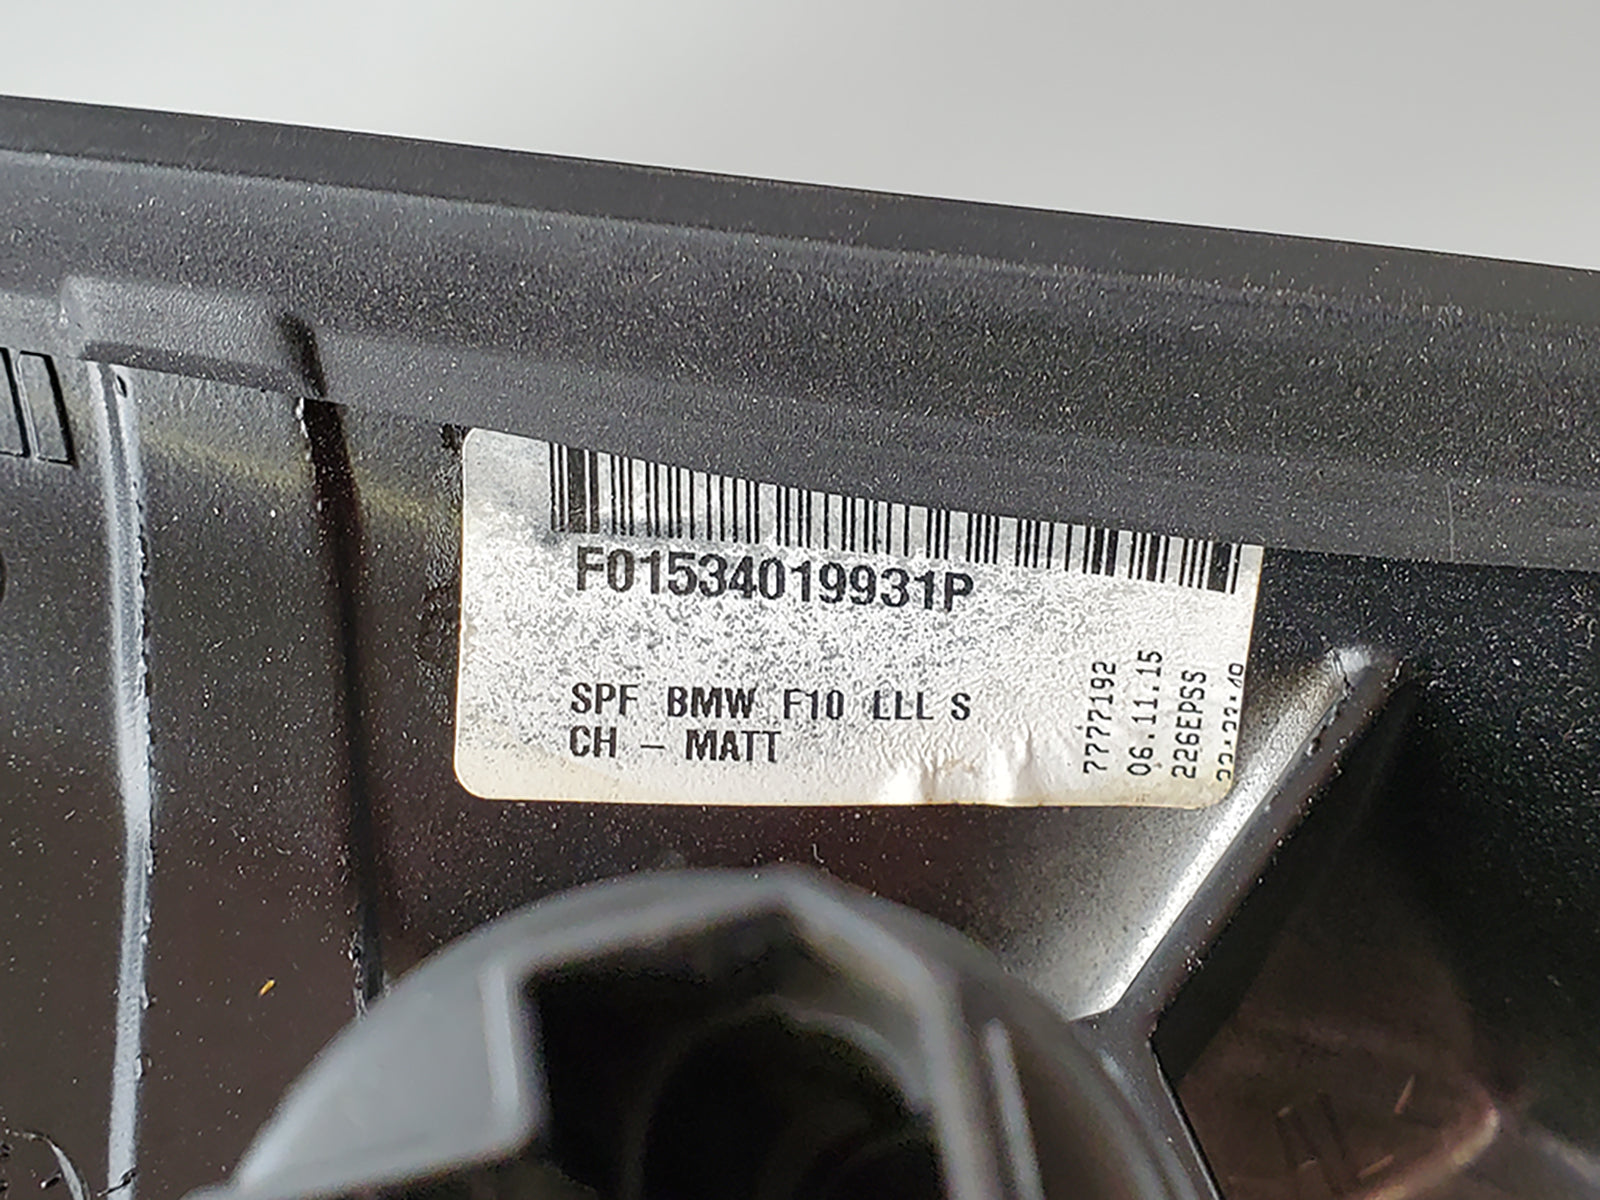 F01534019931P
SPF BMW F10 LLL S
CH - MATT
7777192
06.11.15
226EPSS